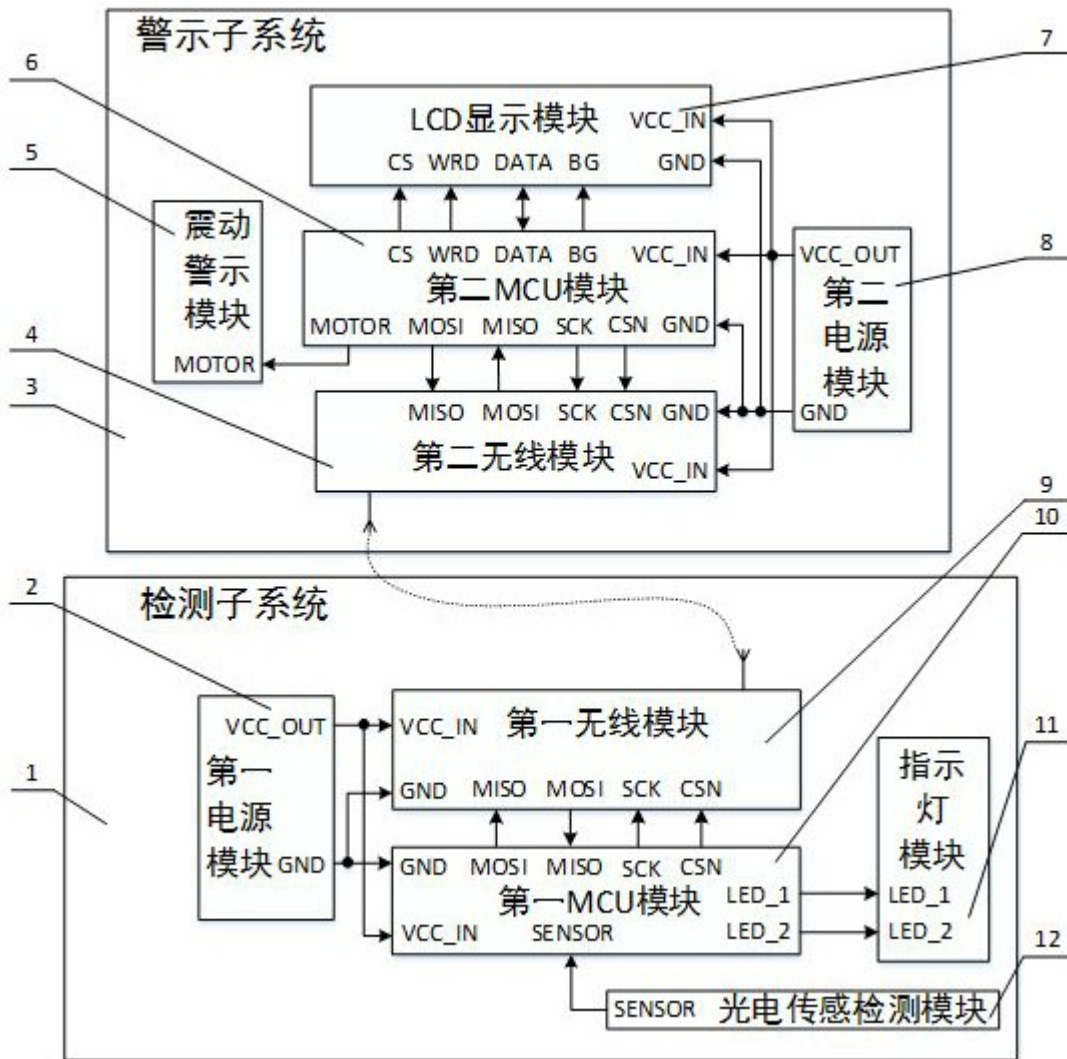 警示子系统
7
6
LCD显示模块
VCC_IN
CS WRD DATA BG
GND
5
震动
警示
模块
MOTOR
CS WRD DATA BG
VCC_IN
第二MCU模块
MOTOR MOSI MISO SCK CSN GND
VCC_OUT
第二
电源
模块
GND
8
4
MISO MOSI SCK CSN GND
第二无线模块
VCC_IN
3
9
10
检测子系统
2
VCC_OUT
第一
电源
模块
GND
VCC_IN
第一无线模块
GND MISO MOSI SCK CSN
1
指示
灯
模块
LED_1
LED_2
11
GND MOSI MISO SCK CSN
第一MCU模块
LED_1
VCC_IN SENSOR
LED_2
12
SENSOR 光电传感检测模块